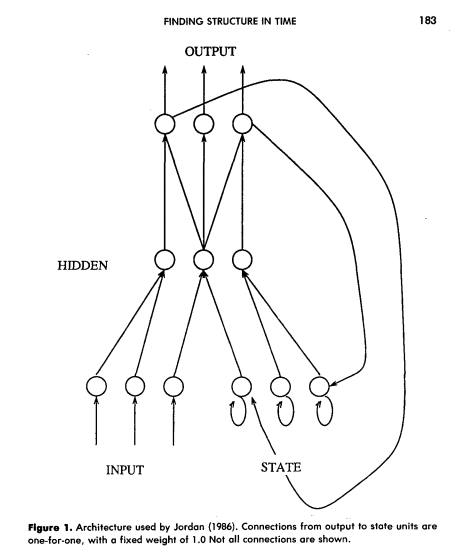 FINDING STRUCTURE IN TIME 183
OUTPUT
HIDDEN
INPUT STATE
Figure 1. Architecture used by Jordan (1986). Connections from output to state units are
one-for-one, with a fixed weight of 1.0 Not all connections are shown.